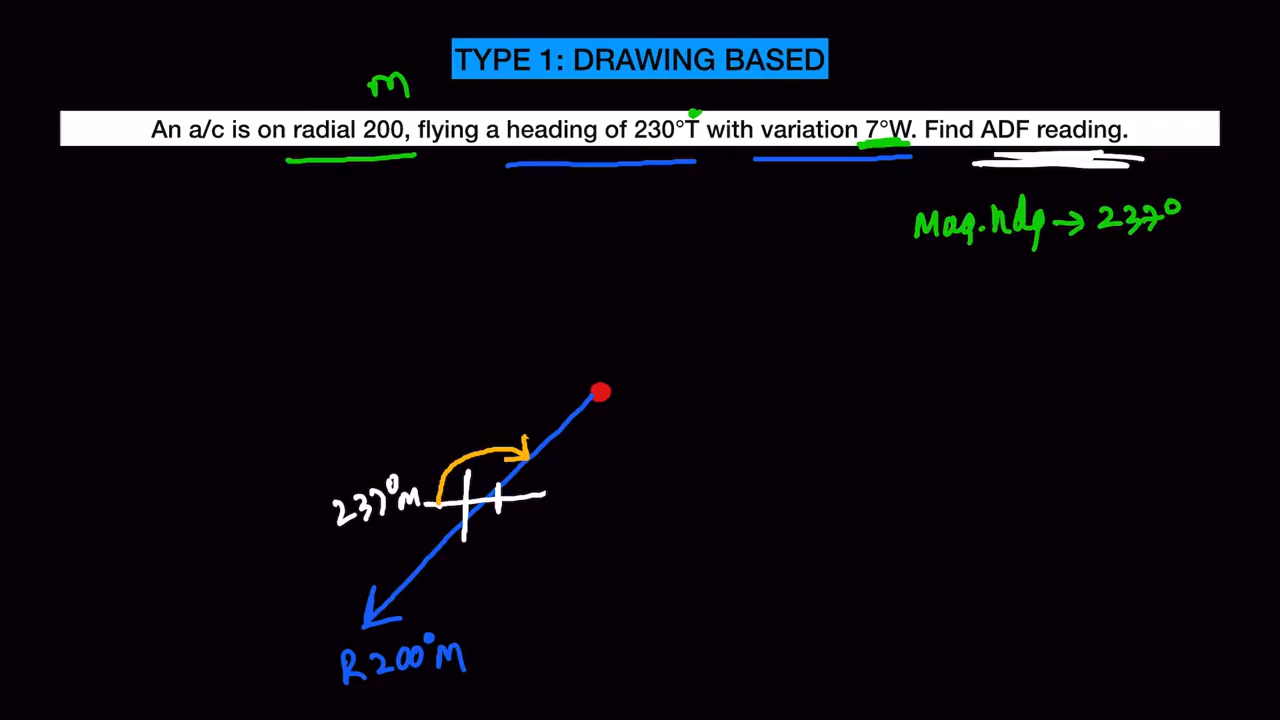 TYPE 1: DRAWING BASED
m
An a/c is on radial 200, flying a heading of 230°T with variation 7°W. Find ADF reading.
Mag.hdg → 237°
237°M
R200°M